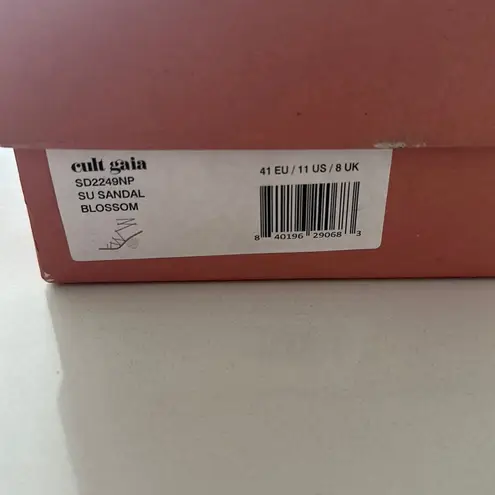 cult gaia
SD2249NP
SU SANDAL
BLOSSOM
41 EU / 11 US / 8 UK
8 40196 29068 3